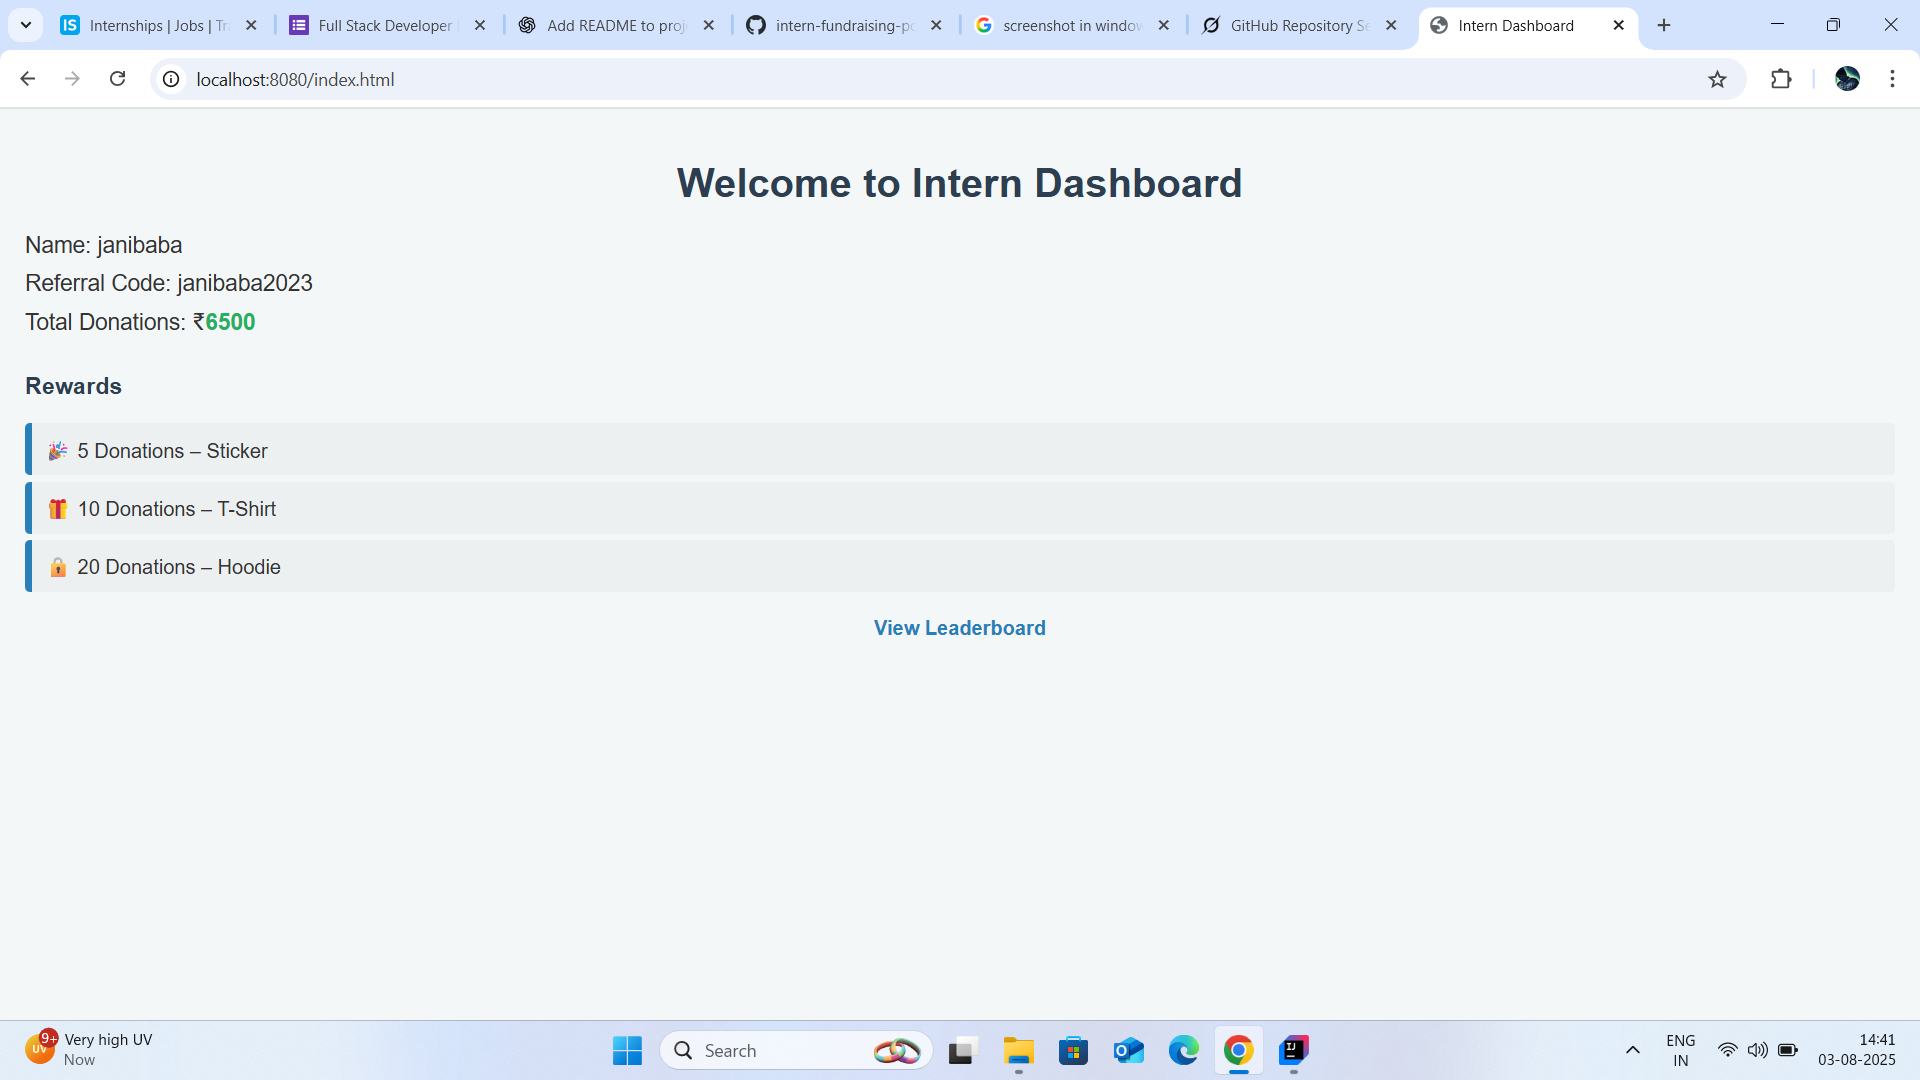 Internships | Jobs | Tr
Full Stack Developer
Add README to proj
intern-fundraising-po
screenshot in window
GitHub Repository Se
Intern Dashboard
localhost:8080/index.html
Welcome to Intern Dashboard
Name: janibaba
Referral Code: janibaba2023
Total Donations: ₹6500
Rewards
🎉 5 Donations – Sticker
🎁 10 Donations – T-Shirt
🔒 20 Donations – Hoodie
View Leaderboard
9+
UV
Very high UV
Now
Search
ENG
IN
14:41
03-08-2025